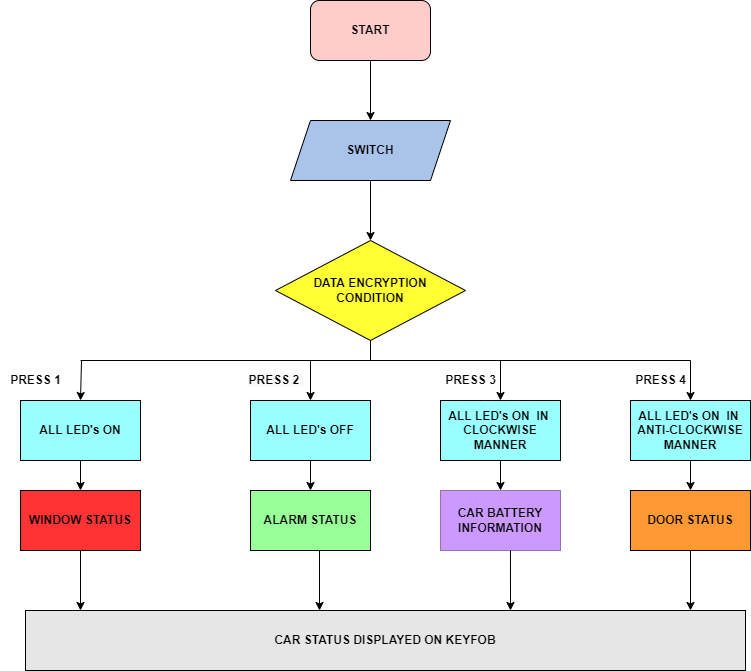 START
SWITCH
DATA ENCRYPTION
CONDITION
PRESS 1
PRESS 2
PRESS 3
PRESS 4
ALL LED's ON
ALL LED's OFF
ALL LED's ON IN
CLOCKWISE
MANNER
ALL LED's ON IN
ANTI-CLOCKWISE
MANNER
WINDOW STATUS
ALARM STATUS
CAR BATTERY
INFORMATION
DOOR STATUS
CAR STATUS DISPLAYED ON KEYFOB